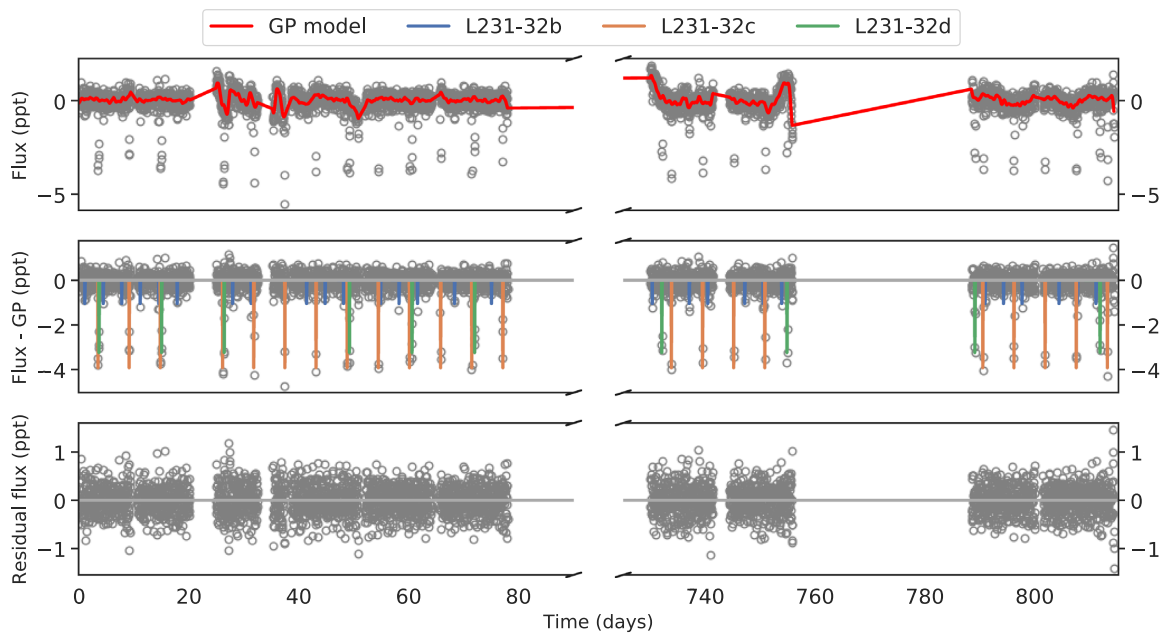 GP model L231-32b L231-32c L231-32d
Flux (ppt)
0
−5
0
−5
Flux - GP (ppt)
0
−2
−4
0
−2
−4
Residual flux (ppt)
1
0
−1
1
0
−1
0 20 40 60 80 740 760 780 800
Time (days)